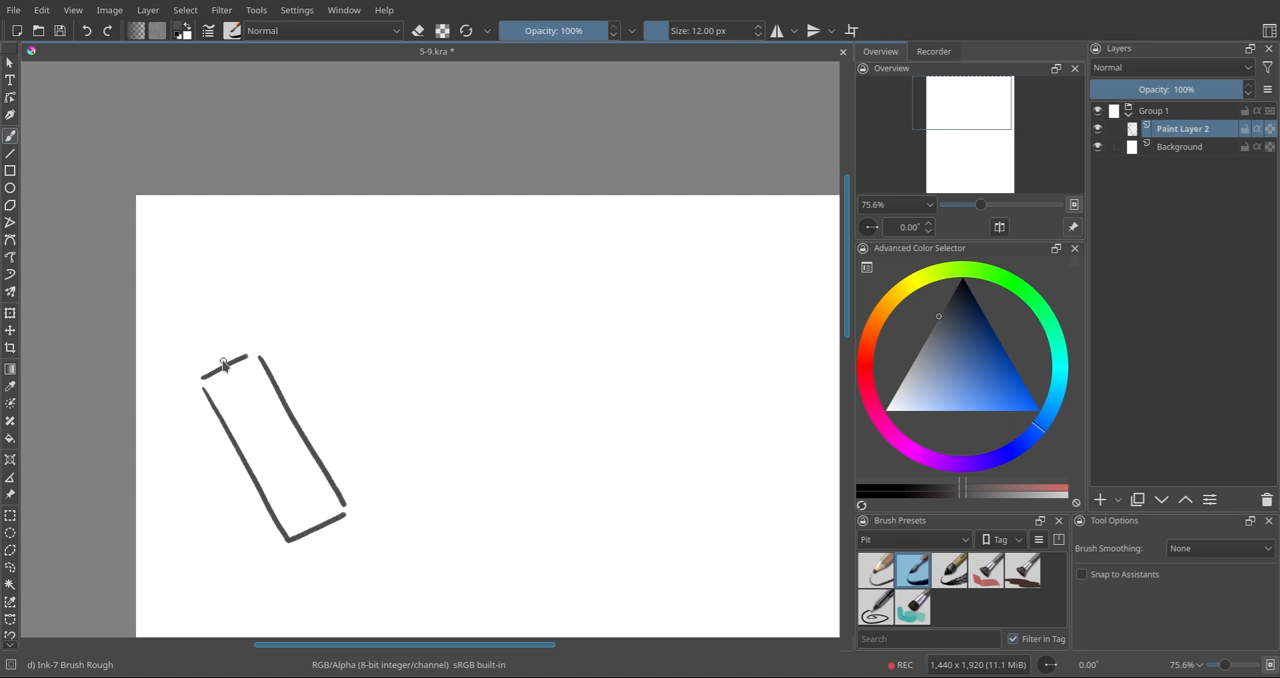 File Edit View Image Layer Select Filter Tools Settings Window Help
Normal Opacity: 100% Size: 12.00 px
5-9.kra *
Overview Recorder
Overview
75.6%
0.00°
Advanced Color Selector
Brush Presets
Pit Tag
Search Filter in Tag
Layers
Normal
Opacity: 100%
Group 1
Paint Layer 2
Background
Tool Options
Brush Smoothing: None
Snap to Assistants
d) Ink-7 Brush Rough RGB/Alpha (8-bit integer/channel) sRGB built-in REC 1,440 x 1,920 (11.1 MiB) 0.00° 75.6%